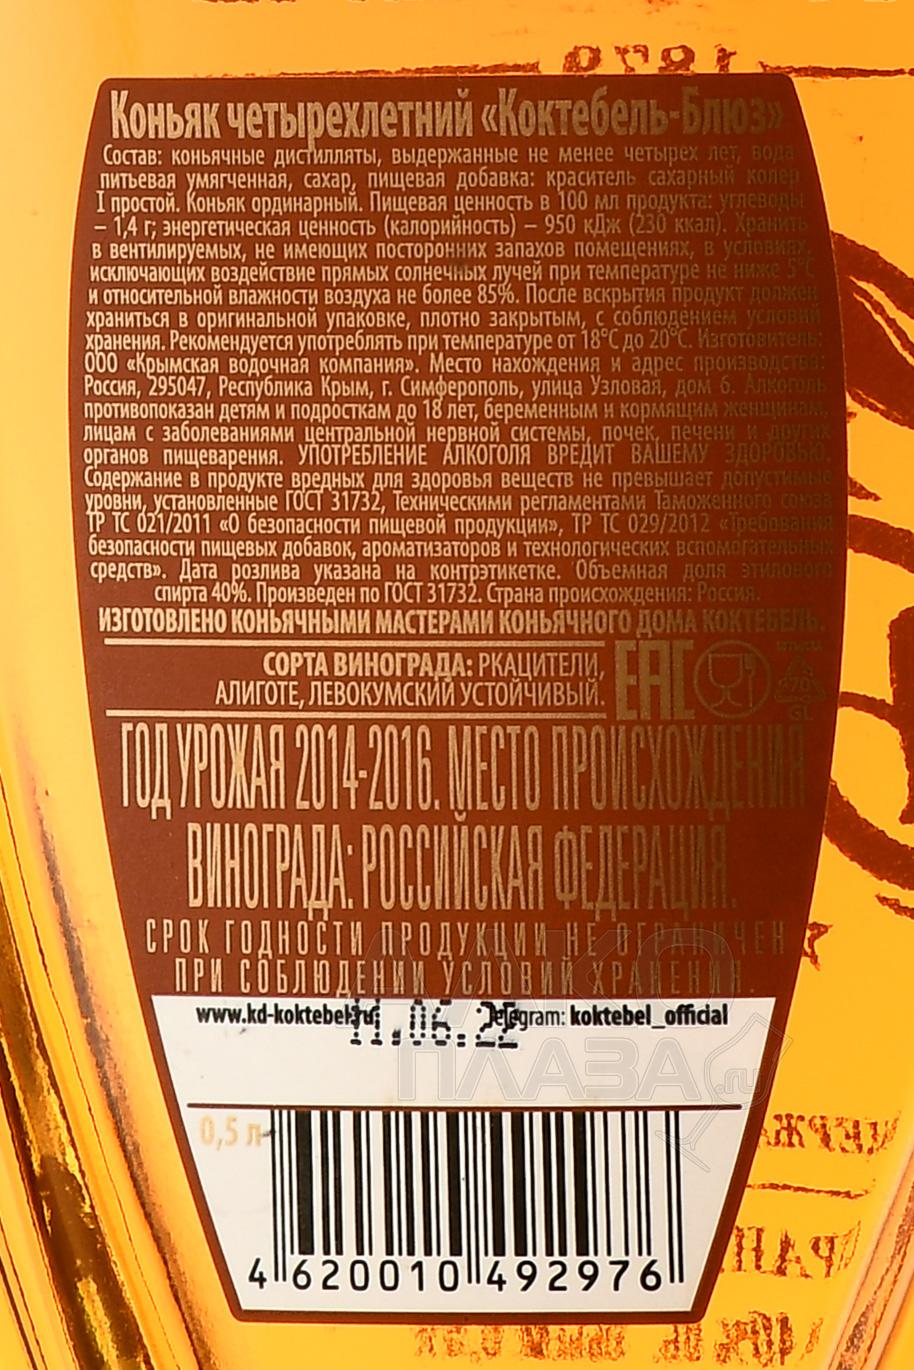 1879
Коньяк четырехлетний «Коктебель-Блюз»
Состав: коньячные дистилляты, выдержанные не менее четырех лет, вода
питьевая умягченная, сахар, пищевая добавка: краситель сахарный колер
I простой. Коньяк ординарный. Пищевая ценность в 100 мл продукта: углеводы
– 1,4 г; энергетическая ценность (калорийность) – 950 кДж (230 ккал). Хранить
в вентилируемых, не имеющих посторонних запахов помещениях, в условиях,
исключающих воздействие прямых солнечных лучей при температуре не ниже 5°С
и относительной влажности воздуха не более 85%. После вскрытия продукт должен
храниться в оригинальной упаковке, плотно закрытым, с соблюдением условий
хранения. Рекомендуется употреблять при температуре от 18°С до 20°С. Изготовитель:
ООО «Крымская водочная компания». Место нахождения и адрес производства:
Россия, 295047, Республика Крым, г. Симферополь, улица Узловая, дом 6. Алкоголь
противопоказан детям и подросткам до 18 лет, беременным и кормящим женщинам,
лицам с заболеваниями центральной нервной системы, почек, печени и других
органов пищеварения. УПОТРЕБЛЕНИЕ АЛКОГОЛЯ ВРЕДИТ ВАШЕМУ ЗДОРОВЬЮ.
Содержание в продукте вредных для здоровья веществ не превышает допустимые
уровни, установленные ГОСТ 31732, Техническими регламентами Таможенного союза
ТР ТС 021/2011 «О безопасности пищевой продукции», ТР ТС 029/2012 «Требования
безопасности пищевых добавок, ароматизаторов и технологических вспомогательных
средств». Дата розлива указана на контрэтикетке. Объемная доля этилового
спирта 40%. Произведен по ГОСТ 31732. Страна происхождения: Россия.
ИЗГОТОВЛЕНО КОНЬЯЧНЫМИ МАСТЕРАМИ КОНЬЯЧНОГО ДОМА КОКТЕБЕЛЬ.
СОРТА ВИНОГРАДА: РКАЦИТЕЛИ,
АЛИГОТЕ, ЛЕВОКУМСКИЙ УСТОЙЧИВЫЙ.
ЕАС
70
GL
ГОД УРОЖАЯ 2014-2016. МЕСТО ПРОИСХОЖДЕНИЯ
ВИНОГРАДА: РОССИЙСКАЯ ФЕДЕРАЦИЯ.
СРОК ГОДНОСТИ ПРОДУКЦИИ НЕ ОГРАНИЧЕН
ПРИ СОБЛЮДЕНИИ УСЛОВИЙ ХРАНЕНИЯ.
www.kd-koktebel.ru Telegram: koktebel_official
11.06.22
АЛКО
ПЛАЗА.ru
0,5 л
4 620010 492976